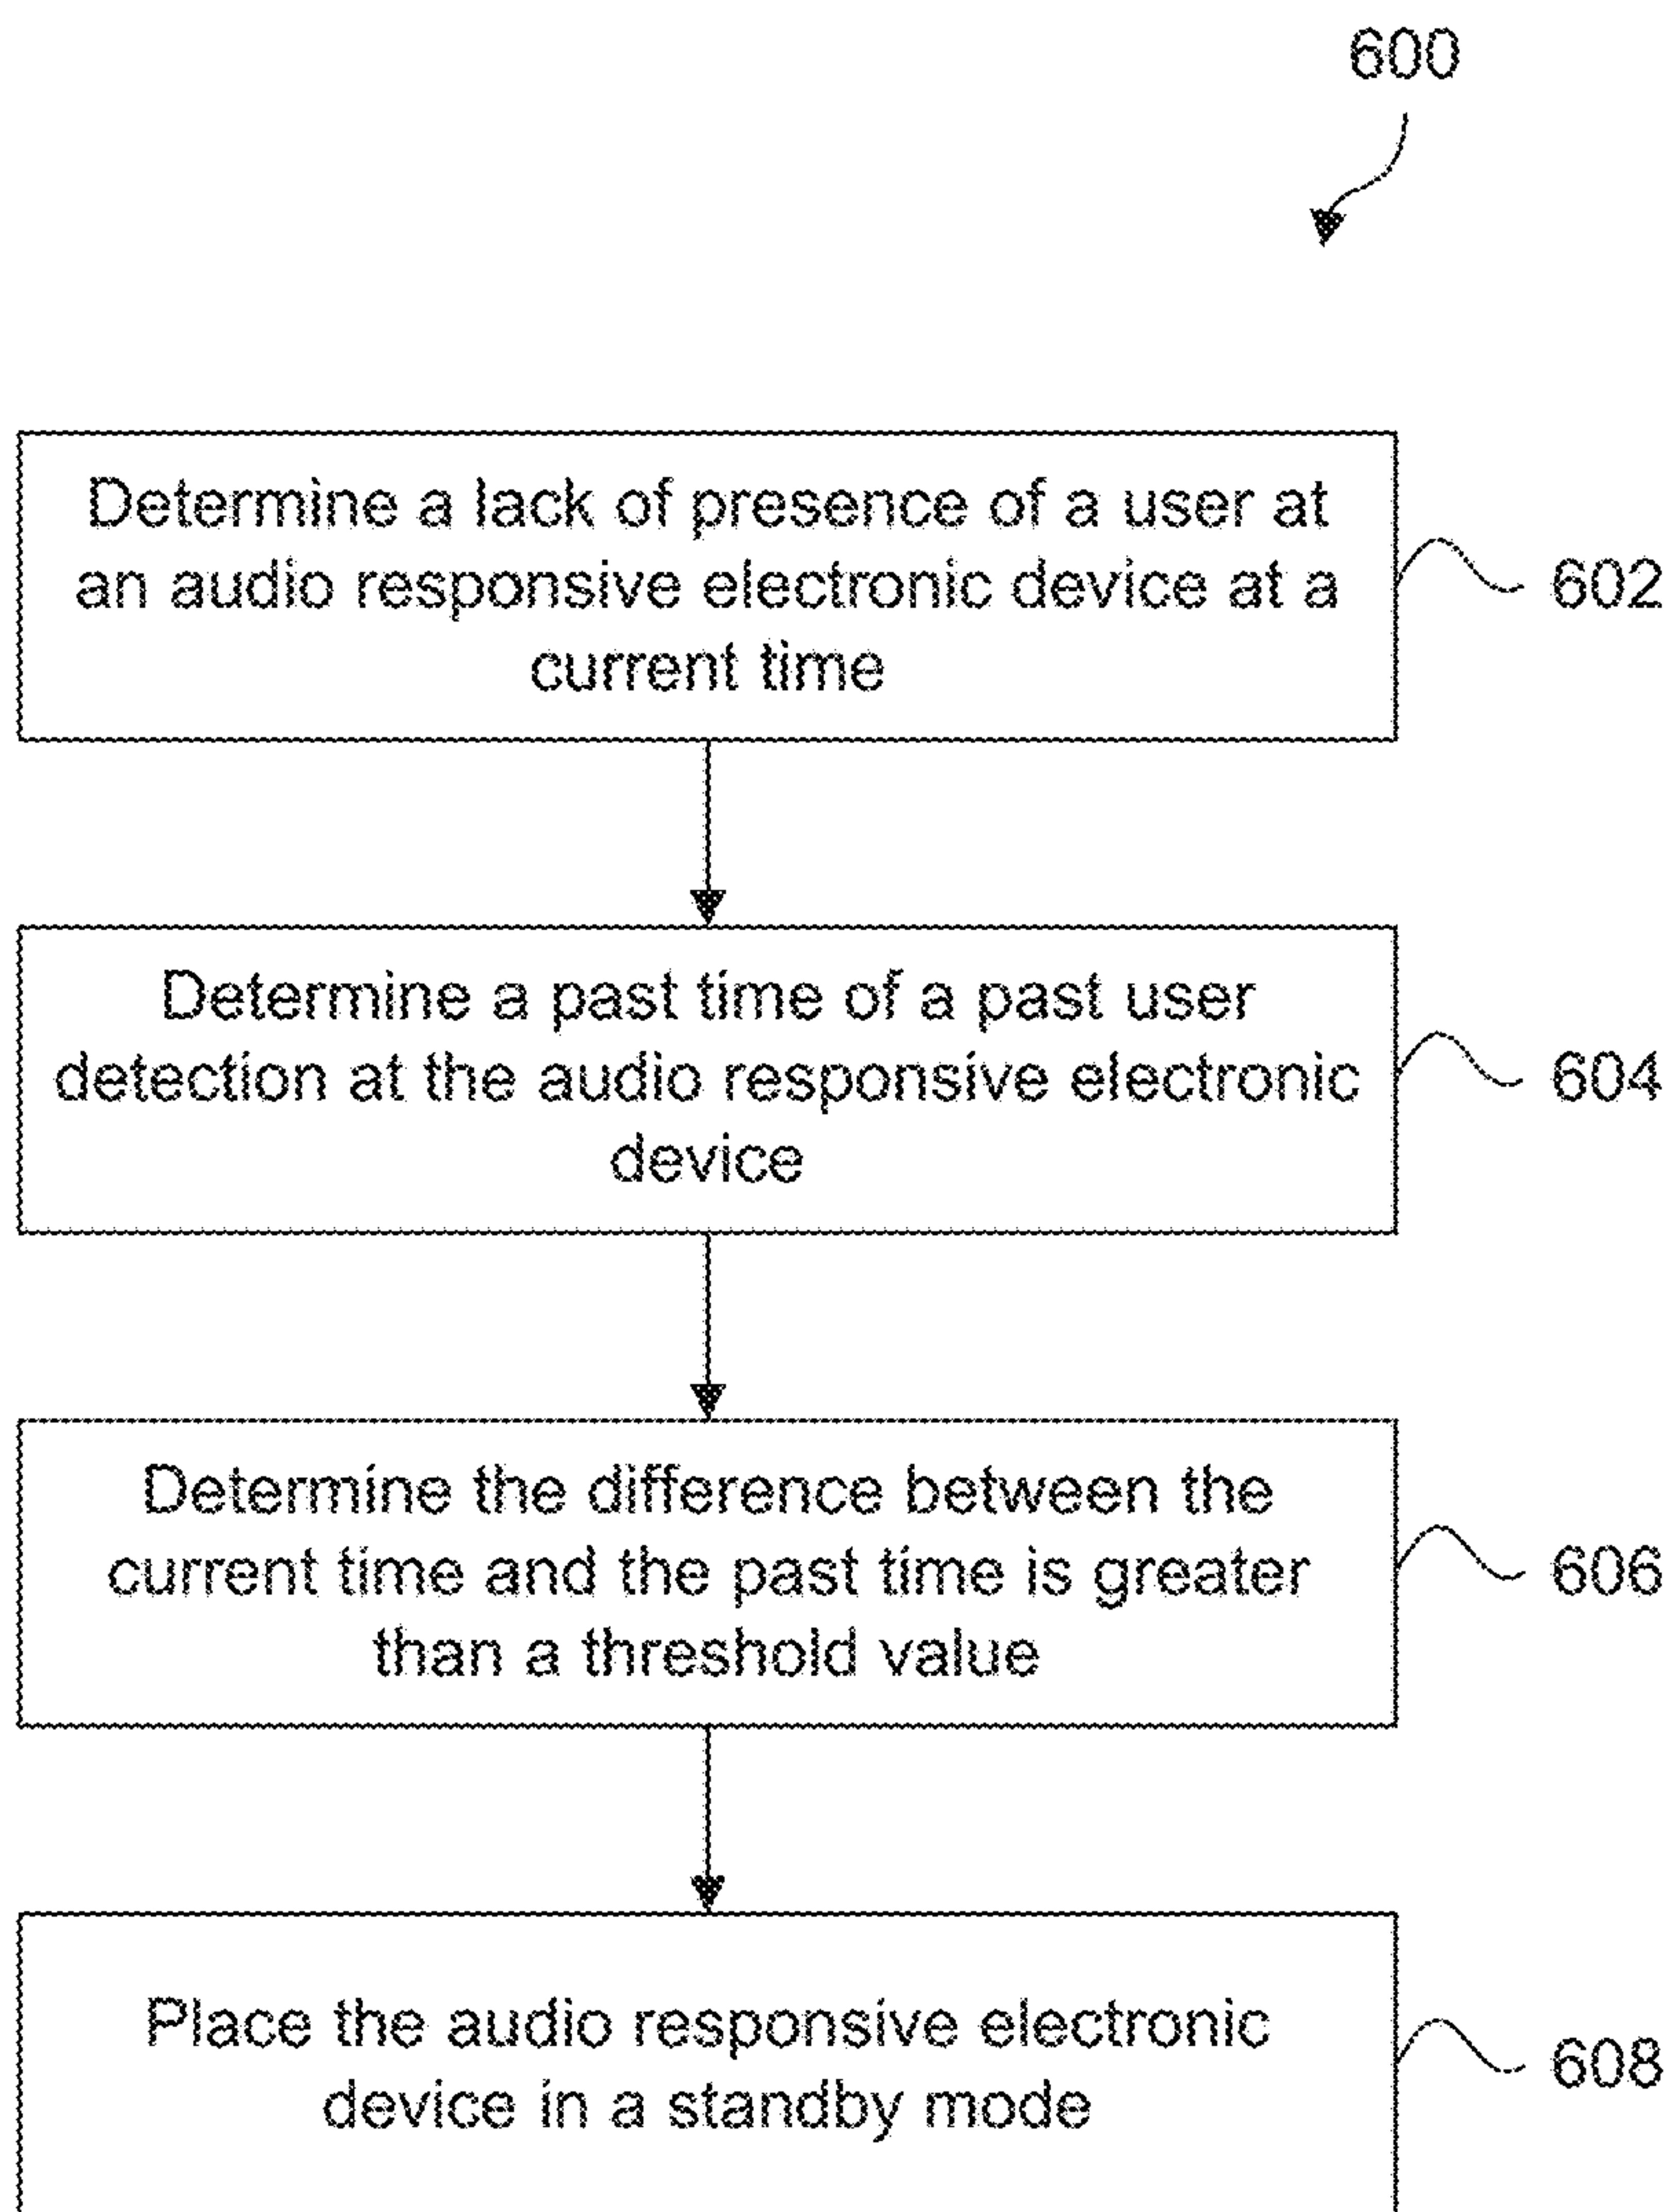 600
Determine a lack of presence of a user at
an audio responsive electronic device at a
current time
602
Determine a past time of a past user
detection at the audio responsive electronic
device
604
Determine the difference between the
current time and the past time is greater
than a threshold value
606
Place the audio responsive electronic
device in a standby mode
608